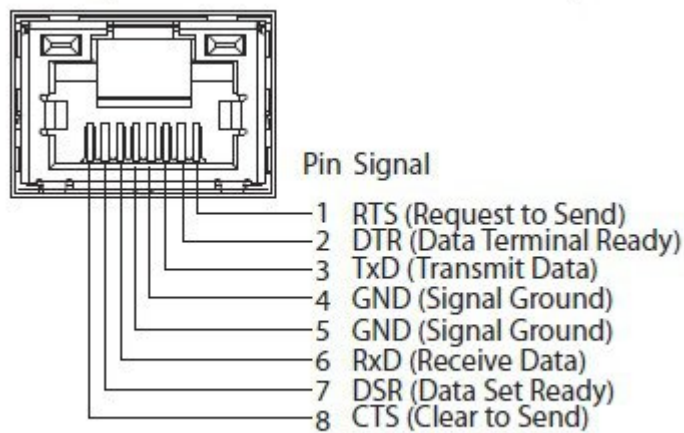 Pin Signal
1 RTS (Request to Send)
2 DTR (Data Terminal Ready)
3 TxD (Transmit Data)
4 GND (Signal Ground)
5 GND (Signal Ground)
6 RxD (Receive Data)
7 DSR (Data Set Ready)
8 CTS (Clear to Send)